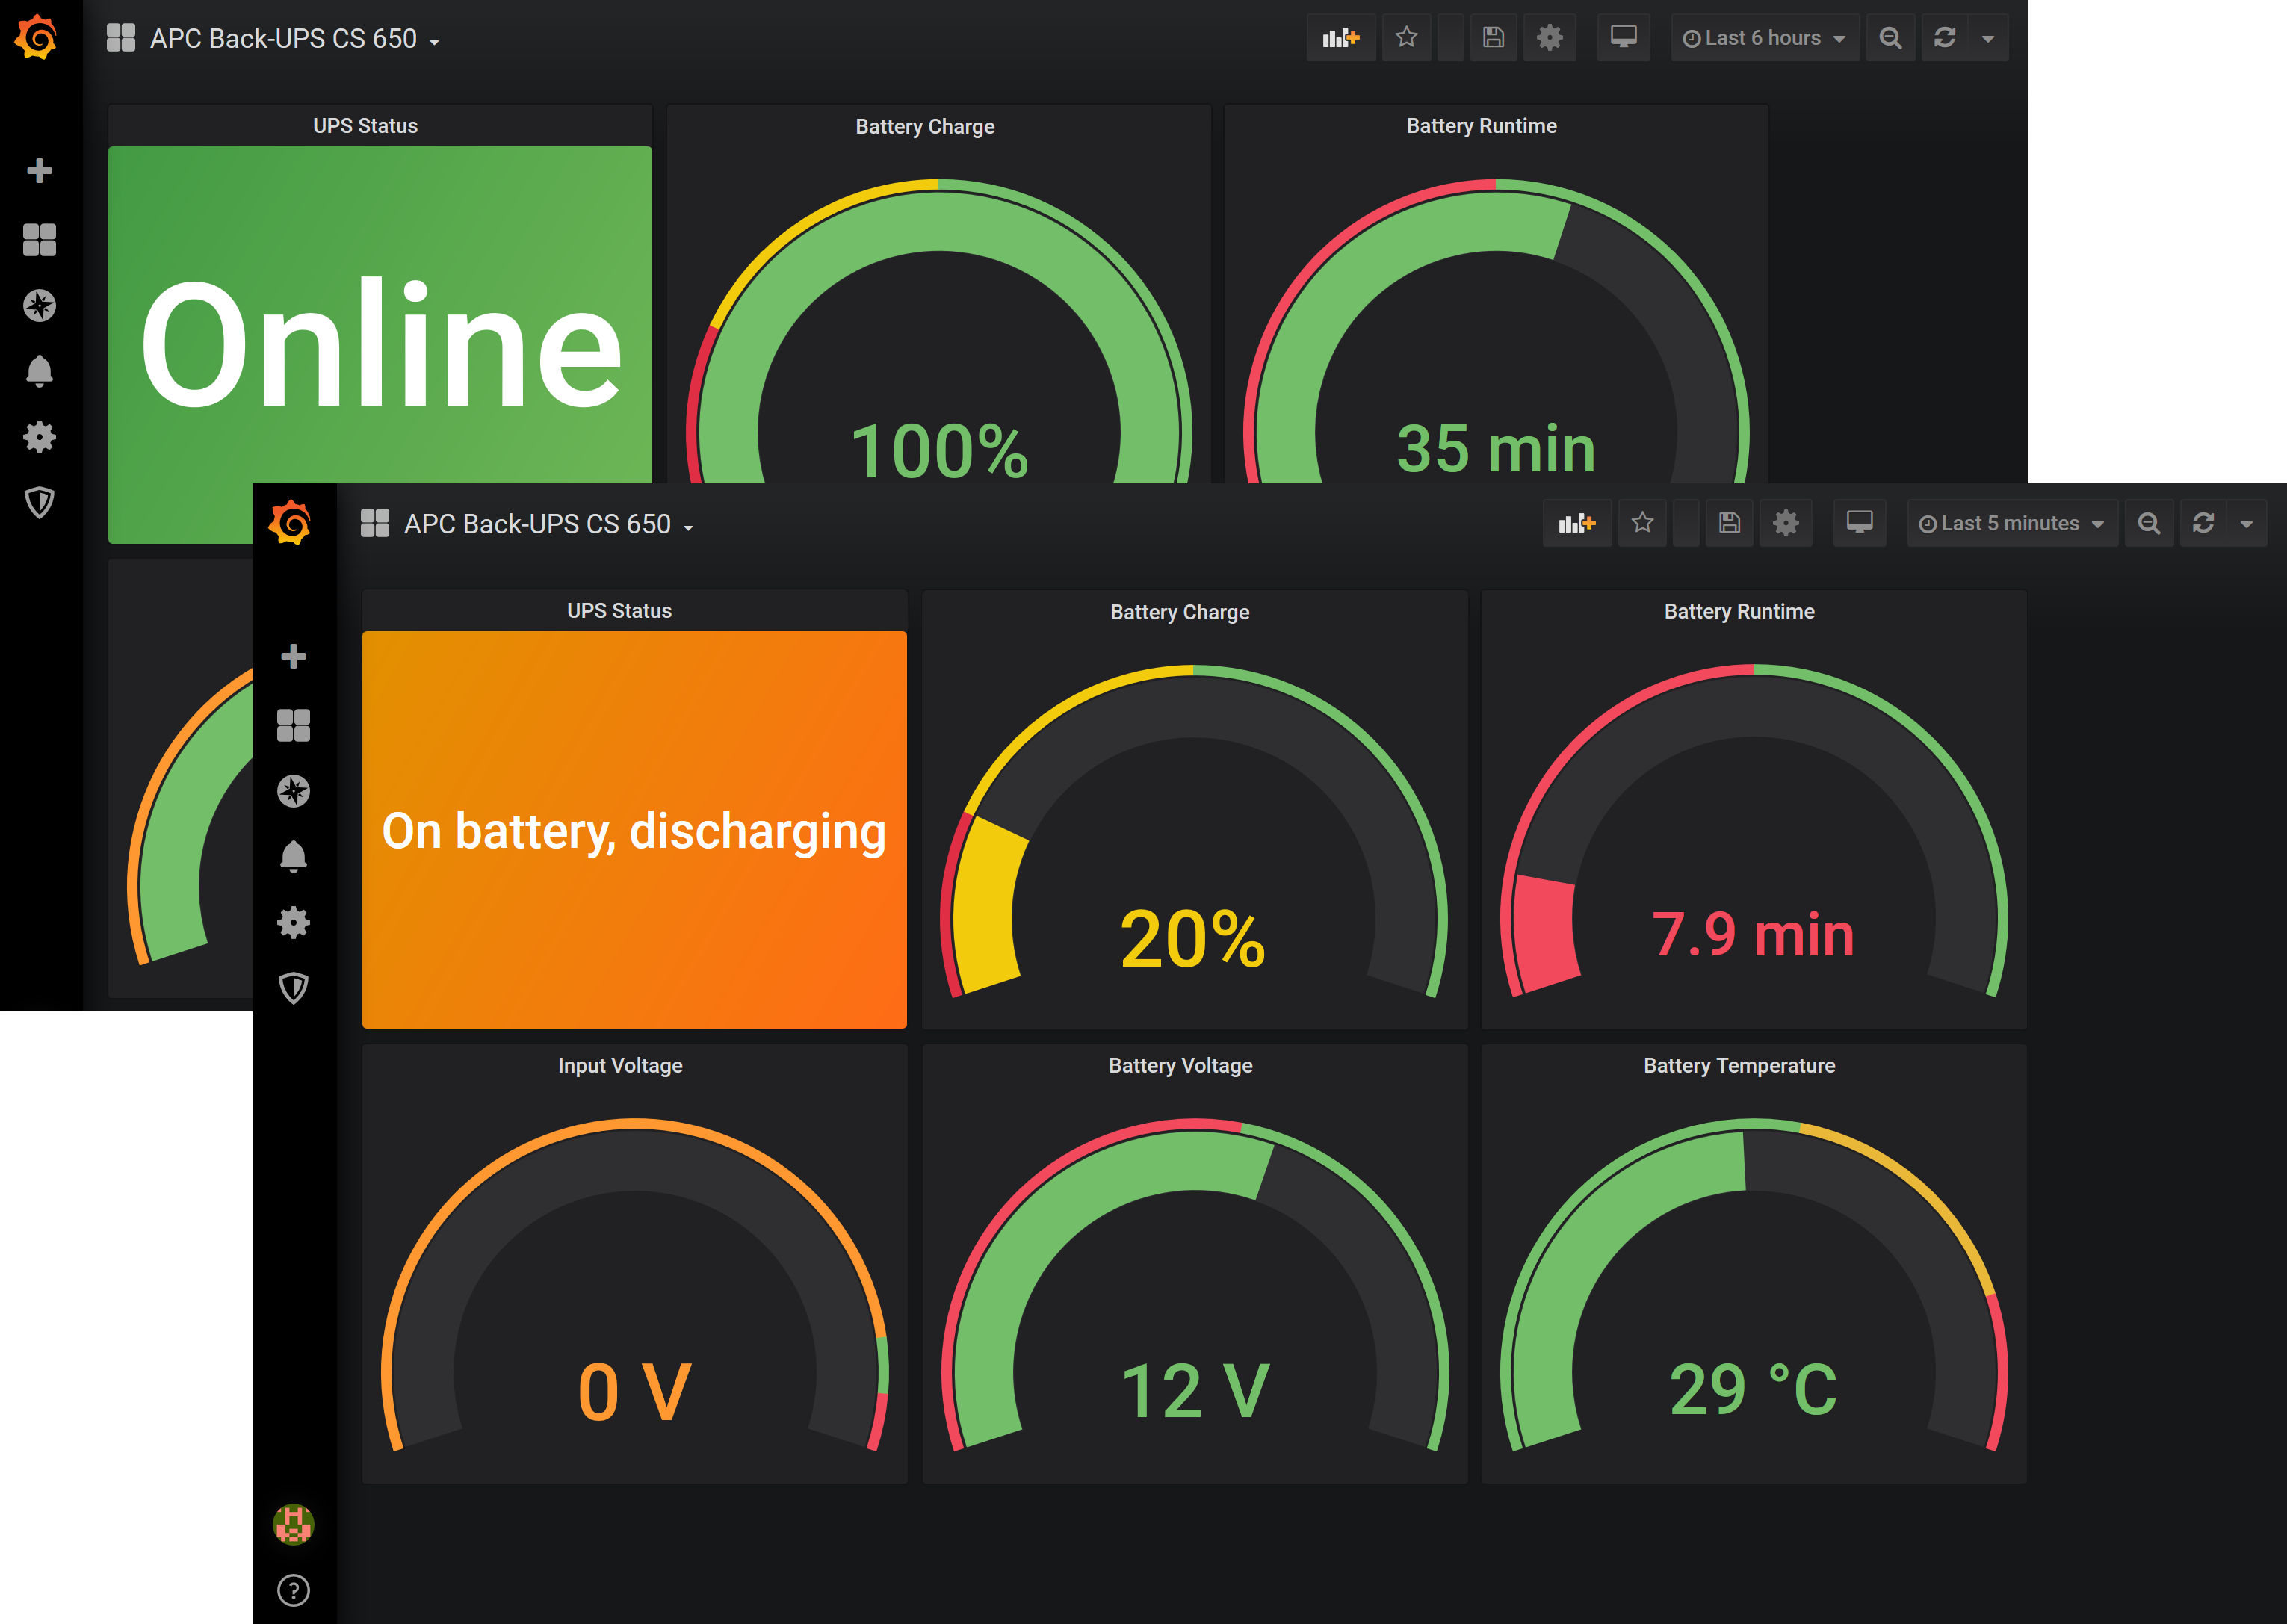 APC Back-UPS CS 650
Last 6 hours
UPS Status
Battery Charge
Battery Runtime
Online
100%
35 min
APC Back-UPS CS 650
Last 5 minutes
UPS Status
Battery Charge
Battery Runtime
On battery, discharging
20%
7.9 min
Input Voltage
Battery Voltage
Battery Temperature
0 V
12 V
29 °C
?